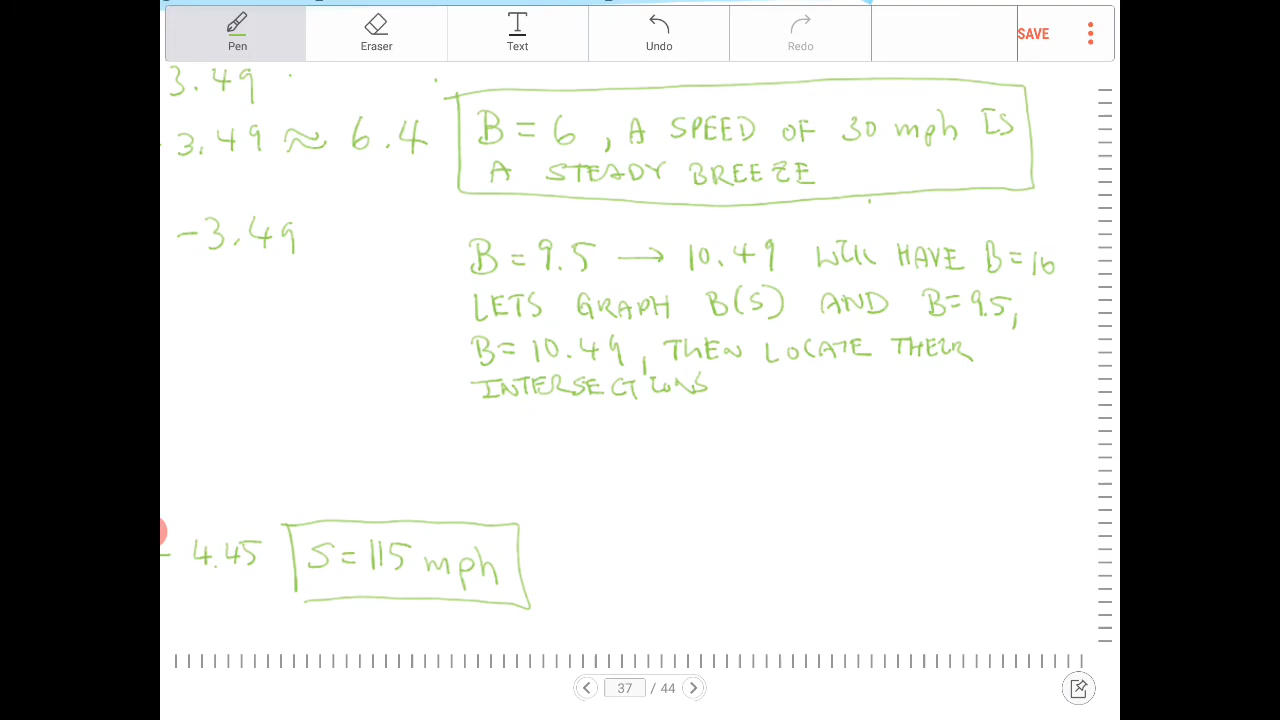 Pen
Eraser
Text
Undo
Redo
SAVE
3.49
3.49 ≈ 6.4
B = 6, A SPEED OF 30 mph IS
A STEADY BREEZE
-3.49
B = 9.5 → 10.49 WILL HAVE B = 10
LETS GRAPH B(S) AND B = 9.5,
B = 10.49, THEN LOCATE THEIR
INTERSECTIONS
- 4.45
S = 115 mph
37 / 44